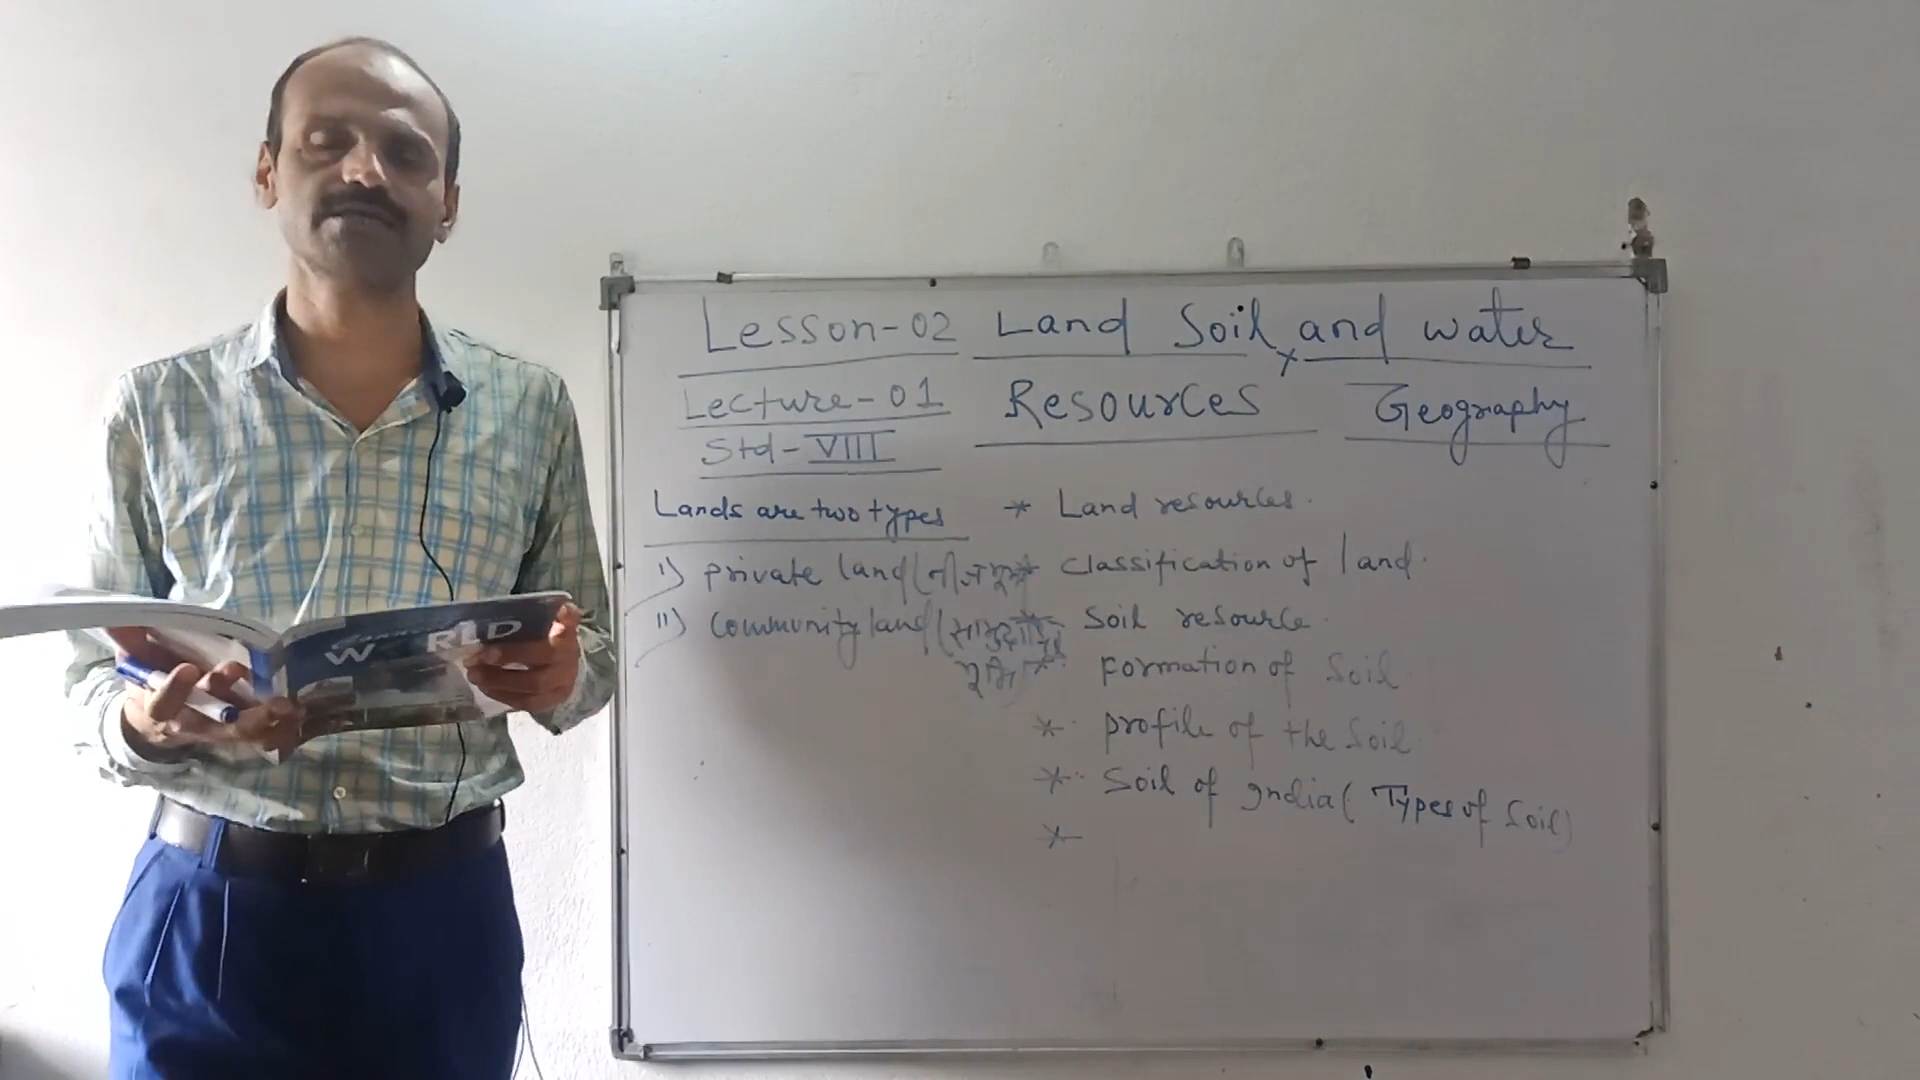 Lesson-02 Land Soil and water
Lecture-01 Resources Geography
Std-VIII
Lands are two types
I) private land (नीज भूमि
II) community land (सामुदायिक
भूमि
* Land resources.
* classification of land.
* Soil resource.
* Formation of Soil
* profile of the Soil.
* Soil of India ( Types of Soil)
*
W RLD